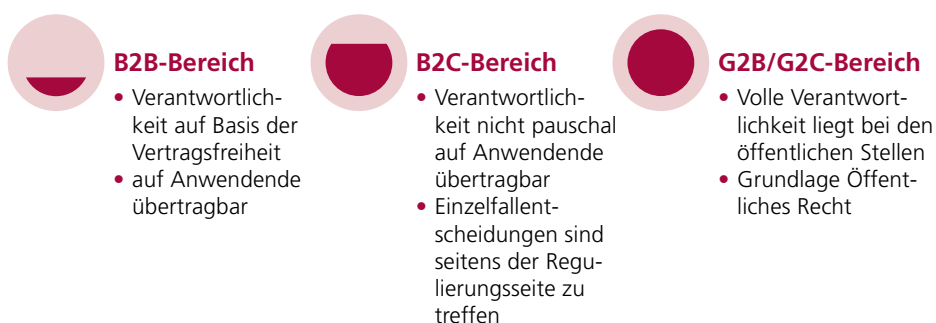 B2B-Bereich
• Verantwortlich-
keit auf Basis der
Vertragsfreiheit
• auf Anwendende
übertragbar
B2C-Bereich
• Verantwortlich-
keit nicht pauschal
auf Anwendende
übertragbar
• Einzelfallent-
scheidungen sind
seitens der Regu-
lierungsseite zu
treffen
G2B/G2C-Bereich
• Volle Verantwort-
lichkeit liegt bei den
öffentlichen Stellen
• Grundlage Öffent-
liches Recht